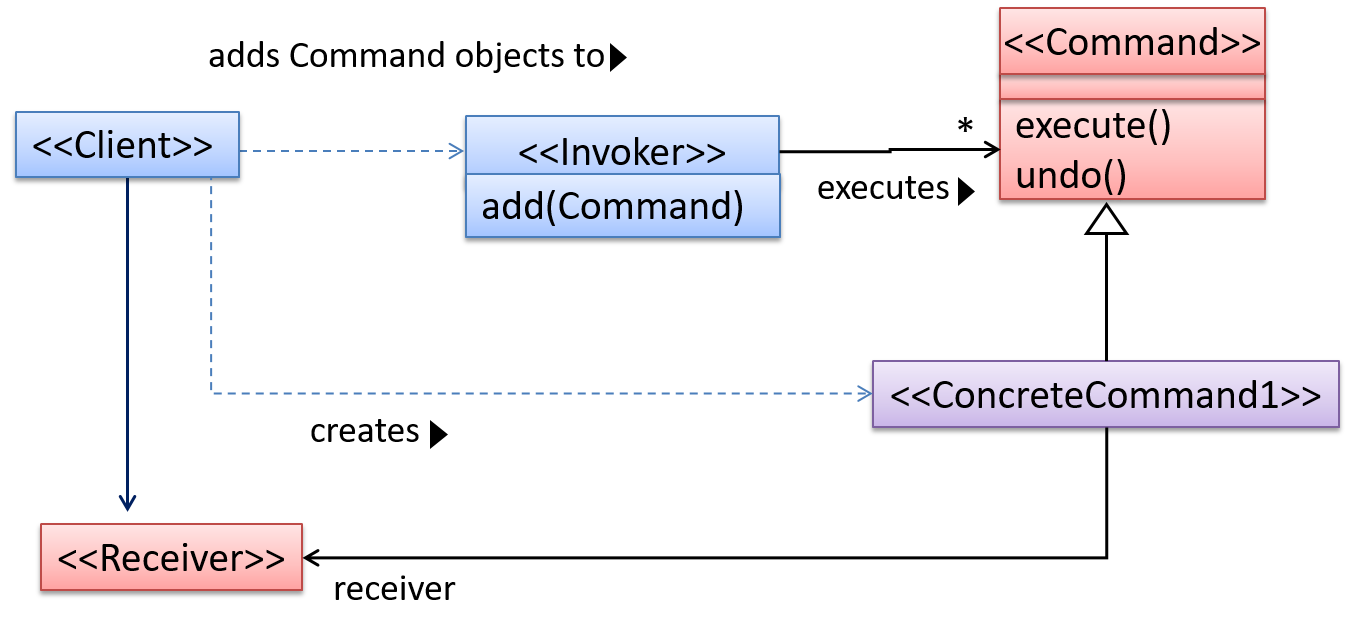 adds Command objects to▶
<<Client>>
<<Invoker>>
add(Command)
*
executes ▶
<<Command>>
execute()
undo()
creates ▶
<<ConcreteCommand1>>
<<Receiver>>
receiver